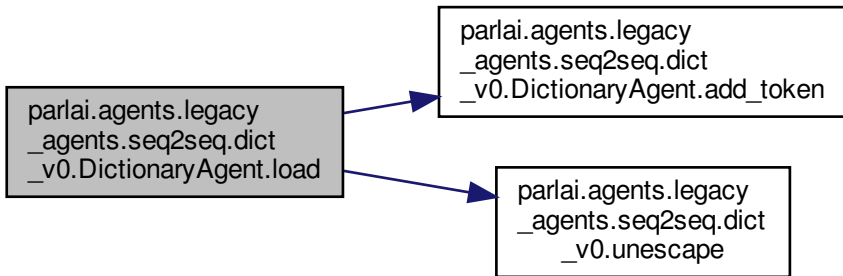 parlai.agents.legacy
_agents.seq2seq.dict
_v0.DictionaryAgent.load
parlai.agents.legacy
_agents.seq2seq.dict
_v0.DictionaryAgent.add_token
parlai.agents.legacy
_agents.seq2seq.dict
_v0.unescape